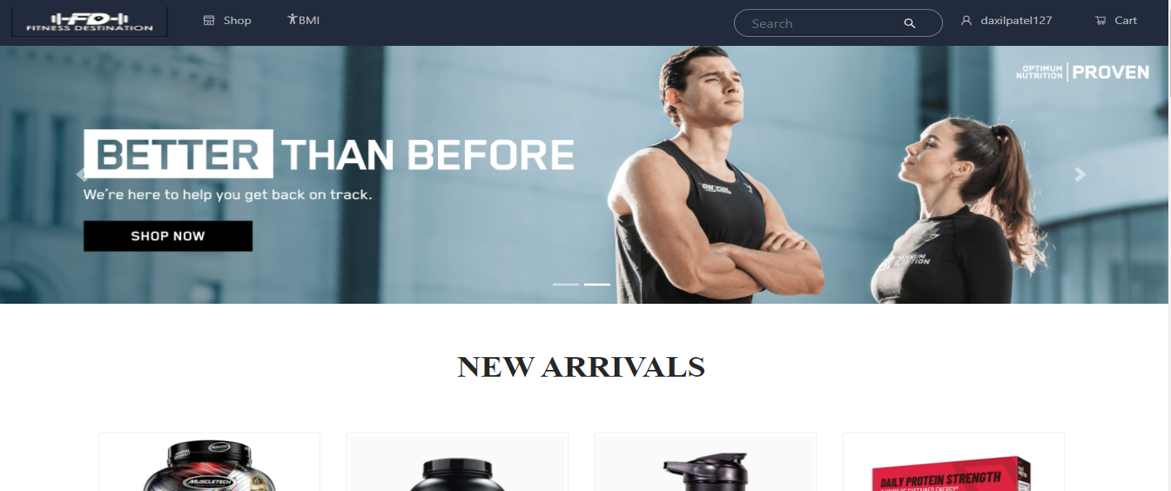 FD
FITNESS DESTINATION
Shop
BMI
Search
daxilpatel127
Cart
OPTIMUM NUTRITION
PROVEN
BETTER THAN BEFORE
We're here to help you get back on track.
SHOP NOW
NEW ARRIVALS
MUSCLETECH
DAILY PROTEIN STRENGTH